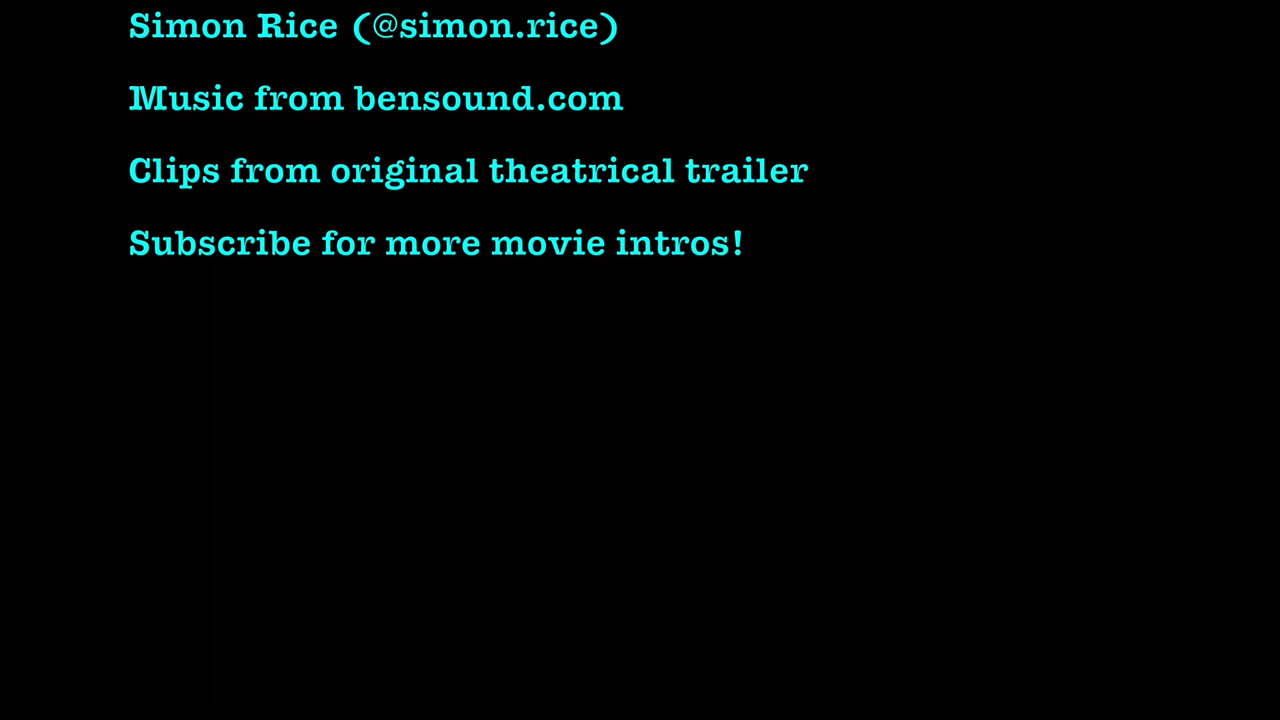 Simon Rice (@simon.rice)
Music from bensound.com
Clips from original theatrical trailer
Subscribe for more movie intros!